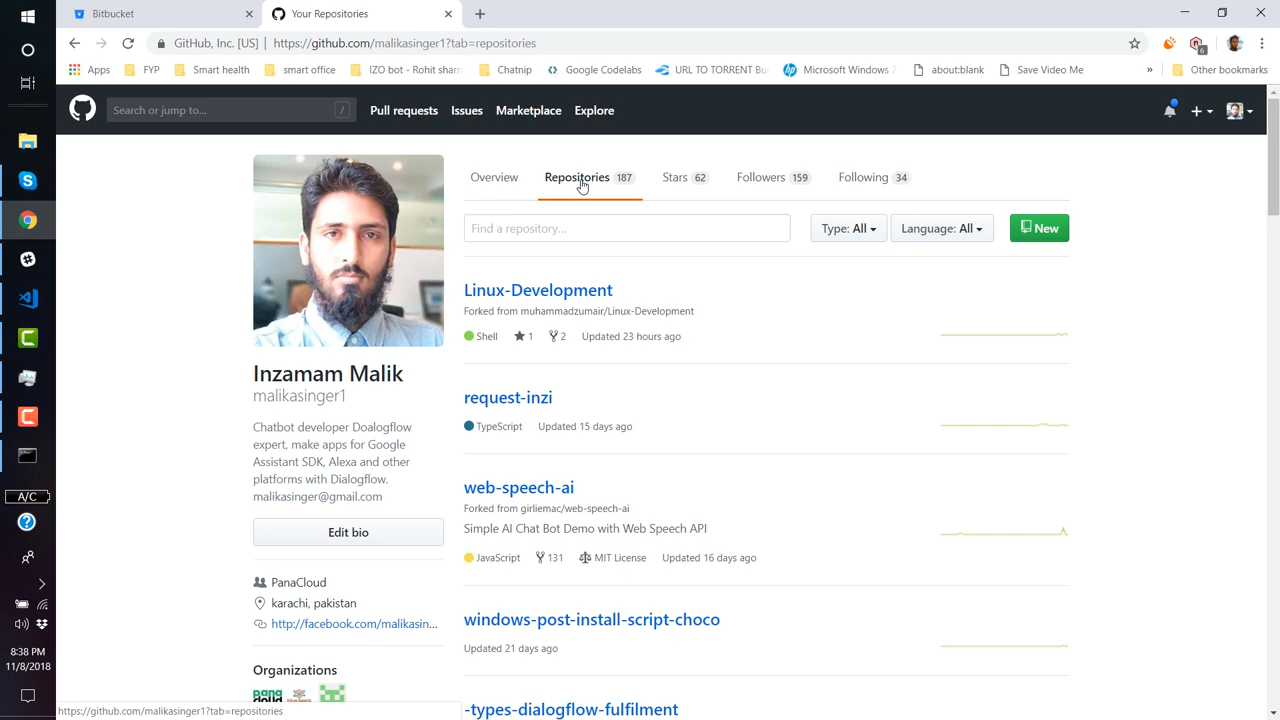 Bitbucket
Your Repositories
GitHub, Inc. [US] | https://github.com/malikasinger1?tab=repositories
6
Apps FYP Smart health smart office IZO bot - Rohit sharm Chatnip Google Codelabs URL TO TORRENT Bu Microsoft Windows 7 about:blank Save Video Me » Other bookmarks
Search or jump to... /
Pull requests Issues Marketplace Explore
Overview Repositories 187 Stars 62 Followers 159 Following 34
Find a repository...
Type: All Language: All New
Linux-Development
Forked from muhammadzumair/Linux-Development
Shell 1 2 Updated 23 hours ago
request-inzi
TypeScript Updated 15 days ago
web-speech-ai
Forked from girliemac/web-speech-ai
Simple AI Chat Bot Demo with Web Speech API
JavaScript 131 MIT License Updated 16 days ago
windows-post-install-script-choco
Updated 21 days ago
-types-dialogflow-fulfilment
Inzamam Malik
malikasinger1
Chatbot developer Doalogflow
expert, make apps for Google
Assistant SDK, Alexa and other
platforms with Dialogflow.
malikasinger@gmail.com
Edit bio
PanaCloud
karachi, pakistan
http://facebook.com/malikasin...
Organizations
pana
cloud
https://github.com/malikasinger1?tab=repositories
A/C
8:38 PM
11/8/2018